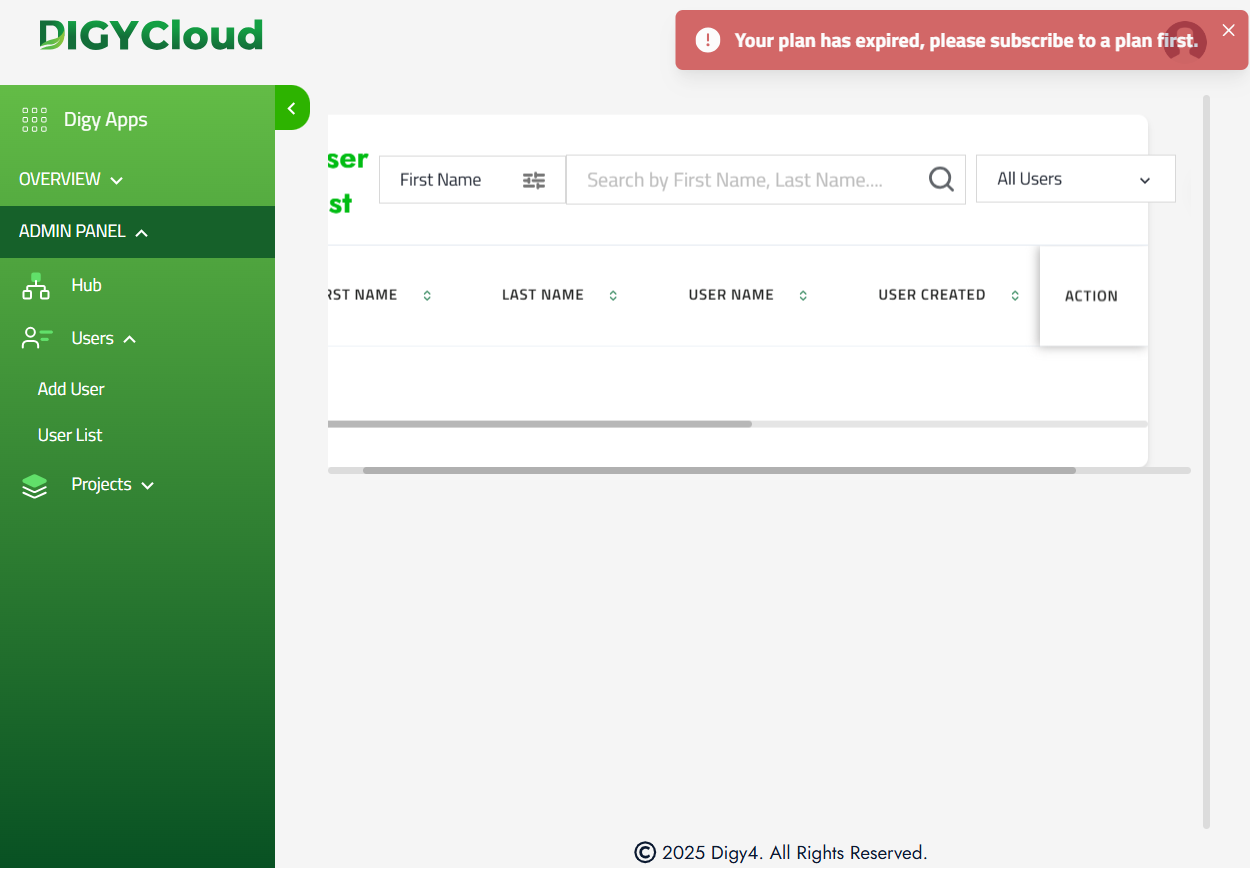 DIGYCloud
Your plan has expired, please subscribe to a plan first.
Digy Apps
OVERVIEW
ADMIN PANEL
Hub
Users
Add User
User List
Projects
ser
st
First Name
Search by First Name, Last Name....
All Users
RST NAME
LAST NAME
USER NAME
USER CREATED
ACTION
© 2025 Digy4. All Rights Reserved.